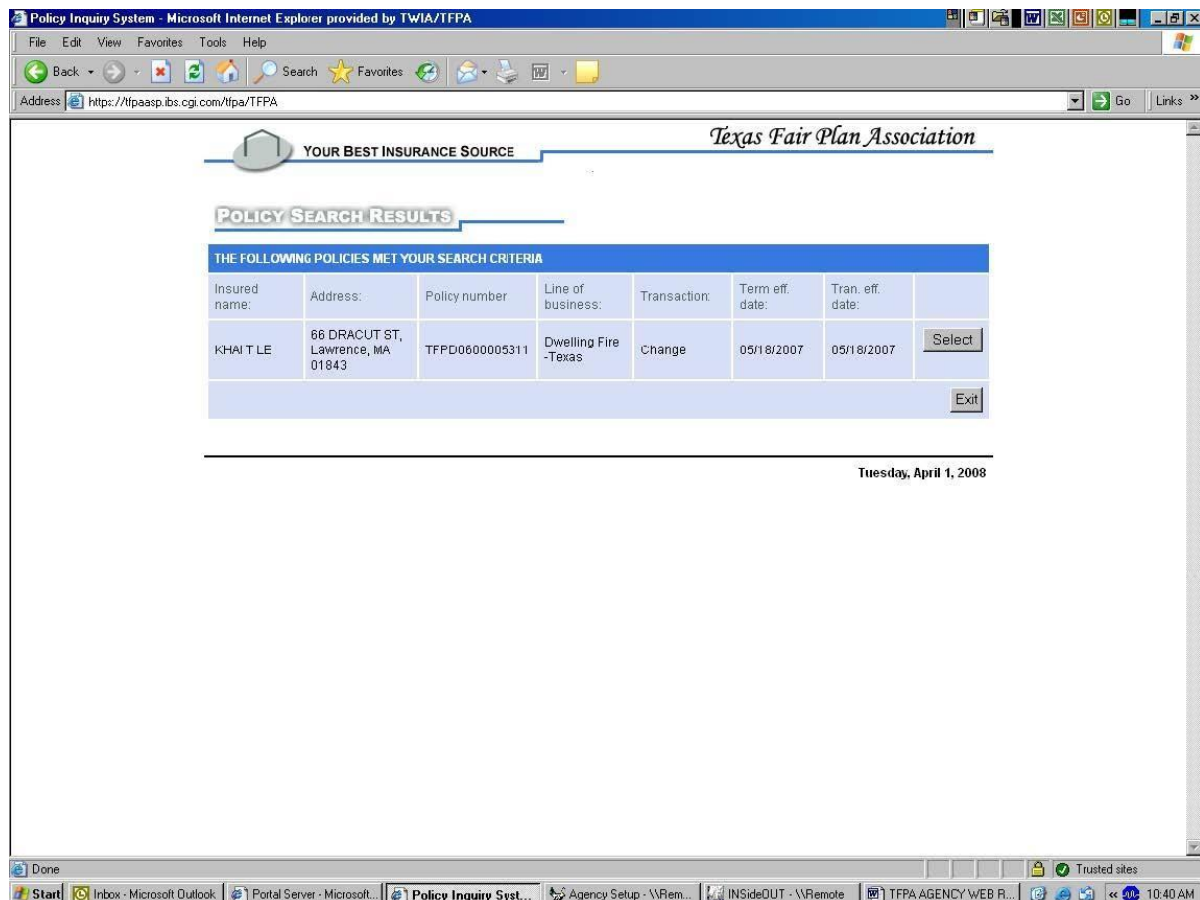 Policy Inquiry System - Microsoft Internet Explorer provided by TWIA/TFPA
File Edit View Favorites Tools Help
Back Search Favorites
Address https://tfpaasp.ibs.cgi.com/tfpa/TFPA Go Links »
YOUR BEST INSURANCE SOURCE
Texas Fair Plan Association
POLICY SEARCH RESULTS
THE FOLLOWING POLICIES MET YOUR SEARCH CRITERIA
Insured name: Address: Policy number Line of business: Transaction: Term eff. date: Tran. eff. date:
KHAI T LE 66 DRACUT ST, Lawrence, MA 01843 TFPD0600005311 Dwelling Fire -Texas Change 05/18/2007 05/18/2007 Select
Exit
Tuesday, April 1, 2008
Done Trusted sites
Start Inbox - Microsoft Outlook Portal Server - Microsoft... Policy Inquiry Syst... Agency Setup - \\Rem... INSideOUT - \\Remote TFPA AGENCY WEB R... « 10:40 AM